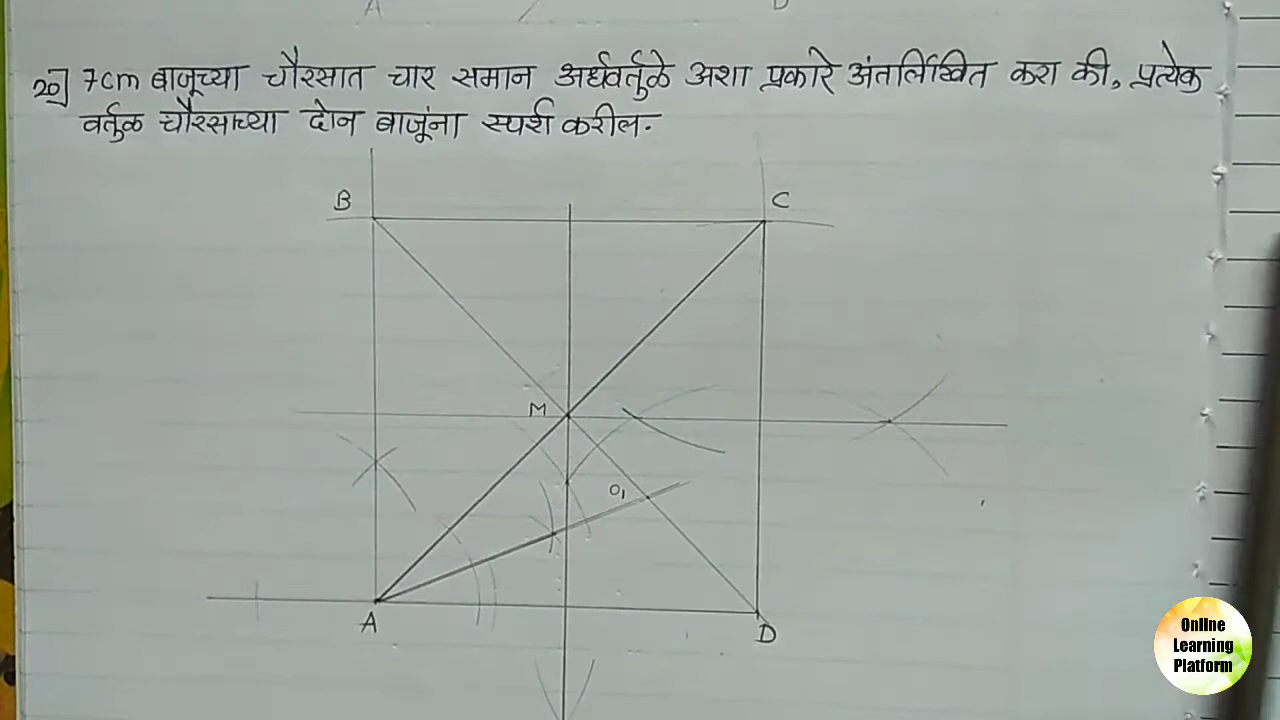 A D
२०] 7cm बाजूच्या चौरसात चार समान अर्धवर्तुळे अशा प्रकारे अंतर्लिखित करा की, प्रत्येक
वर्तुळ चौरसाच्या दोन बाजूंना स्पर्श करील.
B C
M
O₁
A D
Online
Learning
Platform